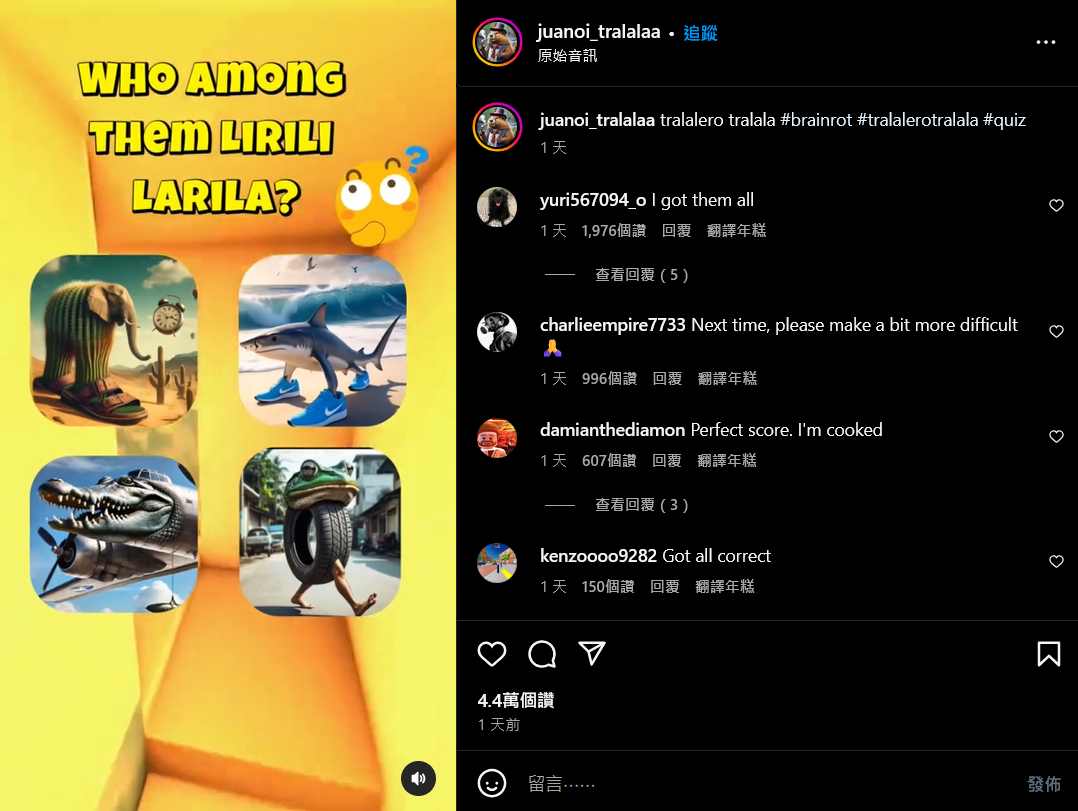 WHO AMONG
THEM LIRILI
LARILA?
?
juanoi_tralalaa • 追蹤
原始音訊
juanoi_tralalaa tralalero tralala #brainrot #tralalerotralala #quiz
1 天
yuri567094_o I got them all
1 天 1,976個讚 回覆 翻譯年糕
查看回覆（5）
charlieempire7733 Next time, please make a bit more difficult
🙏
1 天 996個讚 回覆 翻譯年糕
damianthediamon Perfect score. I'm cooked
1 天 607個讚 回覆 翻譯年糕
查看回覆（3）
kenzoooo9282 Got all correct
1 天 150個讚 回覆 翻譯年糕
4.4萬個讚
1 天前
留言⋯⋯
發佈